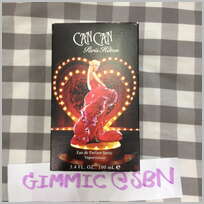 CAN CAN
Paris Hilton
Eau de Parfum Spray
Vaporisateur
3.4 FL. OZ. / 100 mL ℮
GIMMIC@SBN